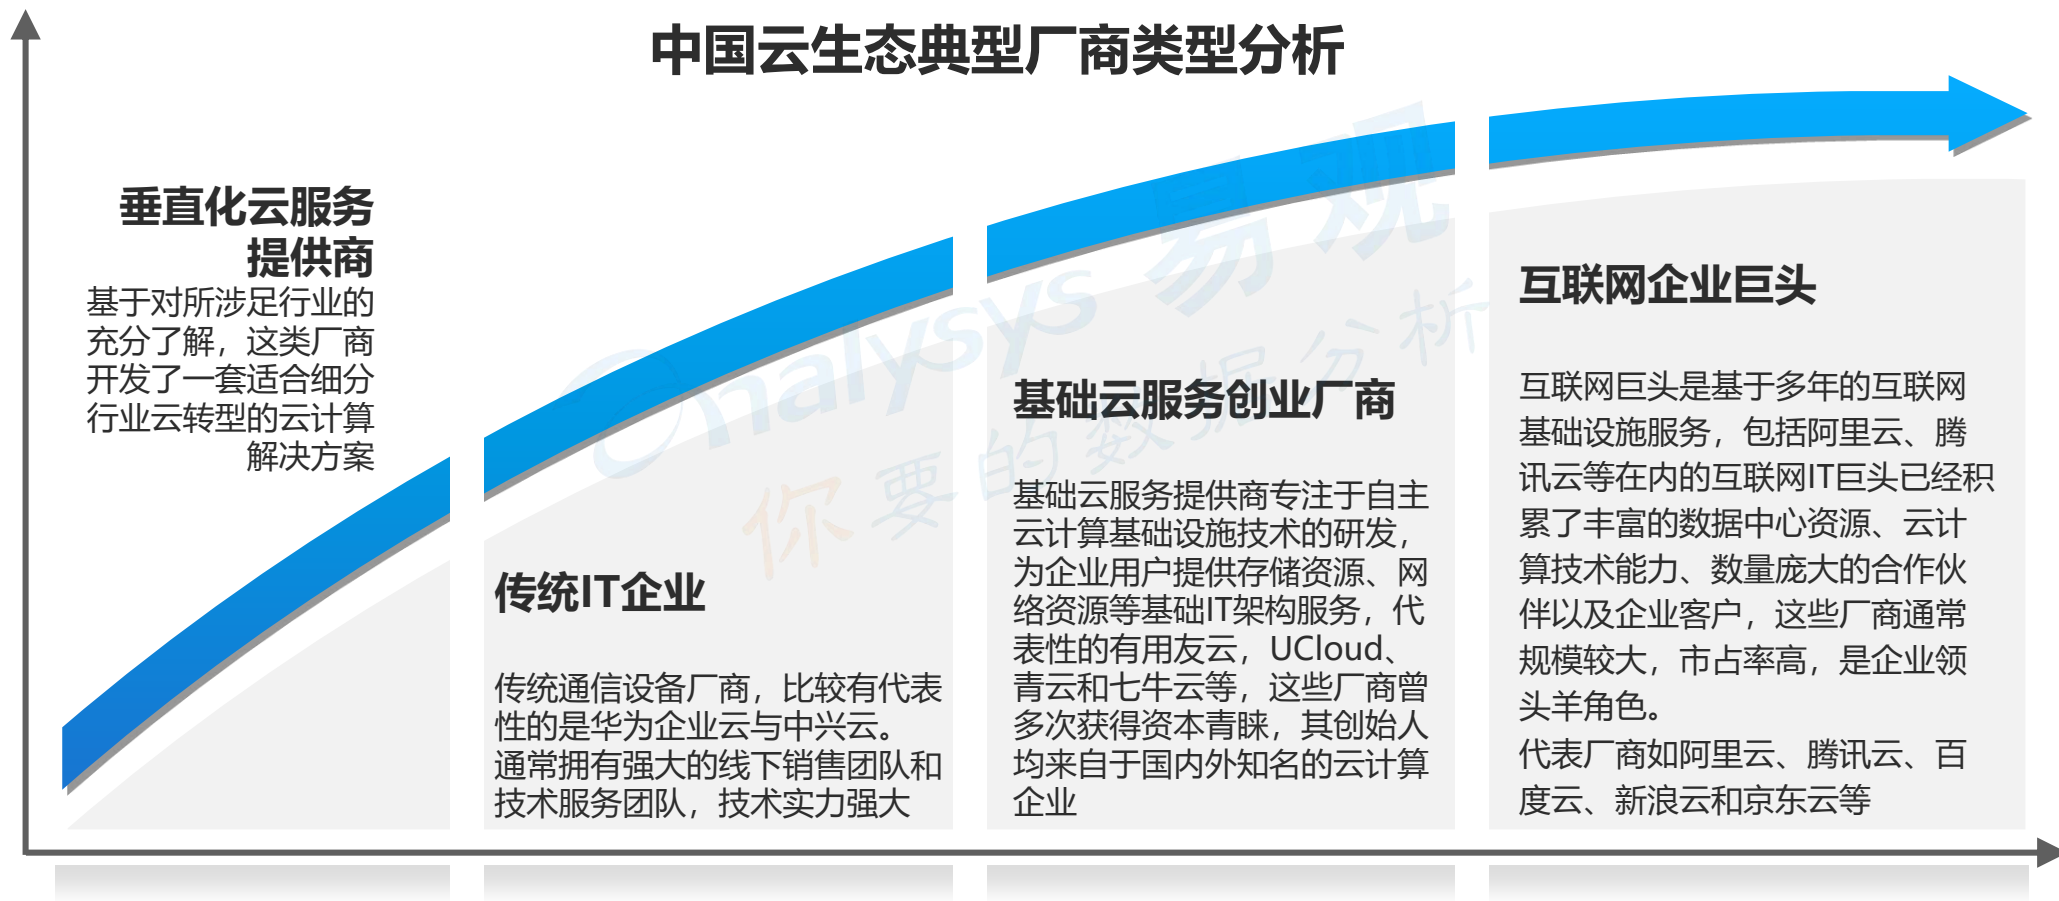 中国云生态典型厂商类型分析
垂直化云服务
提供商
基于对所涉足行业的
充分了解，这类厂商
开发了一套适合细分
行业云转型的云计算
解决方案
传统IT企业
传统通信设备厂商，比较有代表
性的是华为企业云与中兴云。
通常拥有强大的线下销售团队和
技术服务团队，技术实力强大
基础云服务创业厂商
基础云服务提供商专注于自主
云计算基础设施技术的研发，
为企业用户提供存储资源、网
络资源等基础IT架构服务，代
表性的有用友云，UCloud、
青云和七牛云等，这些厂商曾
多次获得资本青睐，其创始人
均来自于国内外知名的云计算
企业
互联网企业巨头
互联网巨头是基于多年的互联网
基础设施服务，包括阿里云、腾
讯云等在内的互联网IT巨头已经积
累了丰富的数据中心资源、云计
算技术能力、数量庞大的合作伙
伴以及企业客户，这些厂商通常
规模较大，市占率高，是企业领
头羊角色。
代表厂商如阿里云、腾讯云、百
度云、新浪云和京东云等
Analysys 易观
你要的数据分析